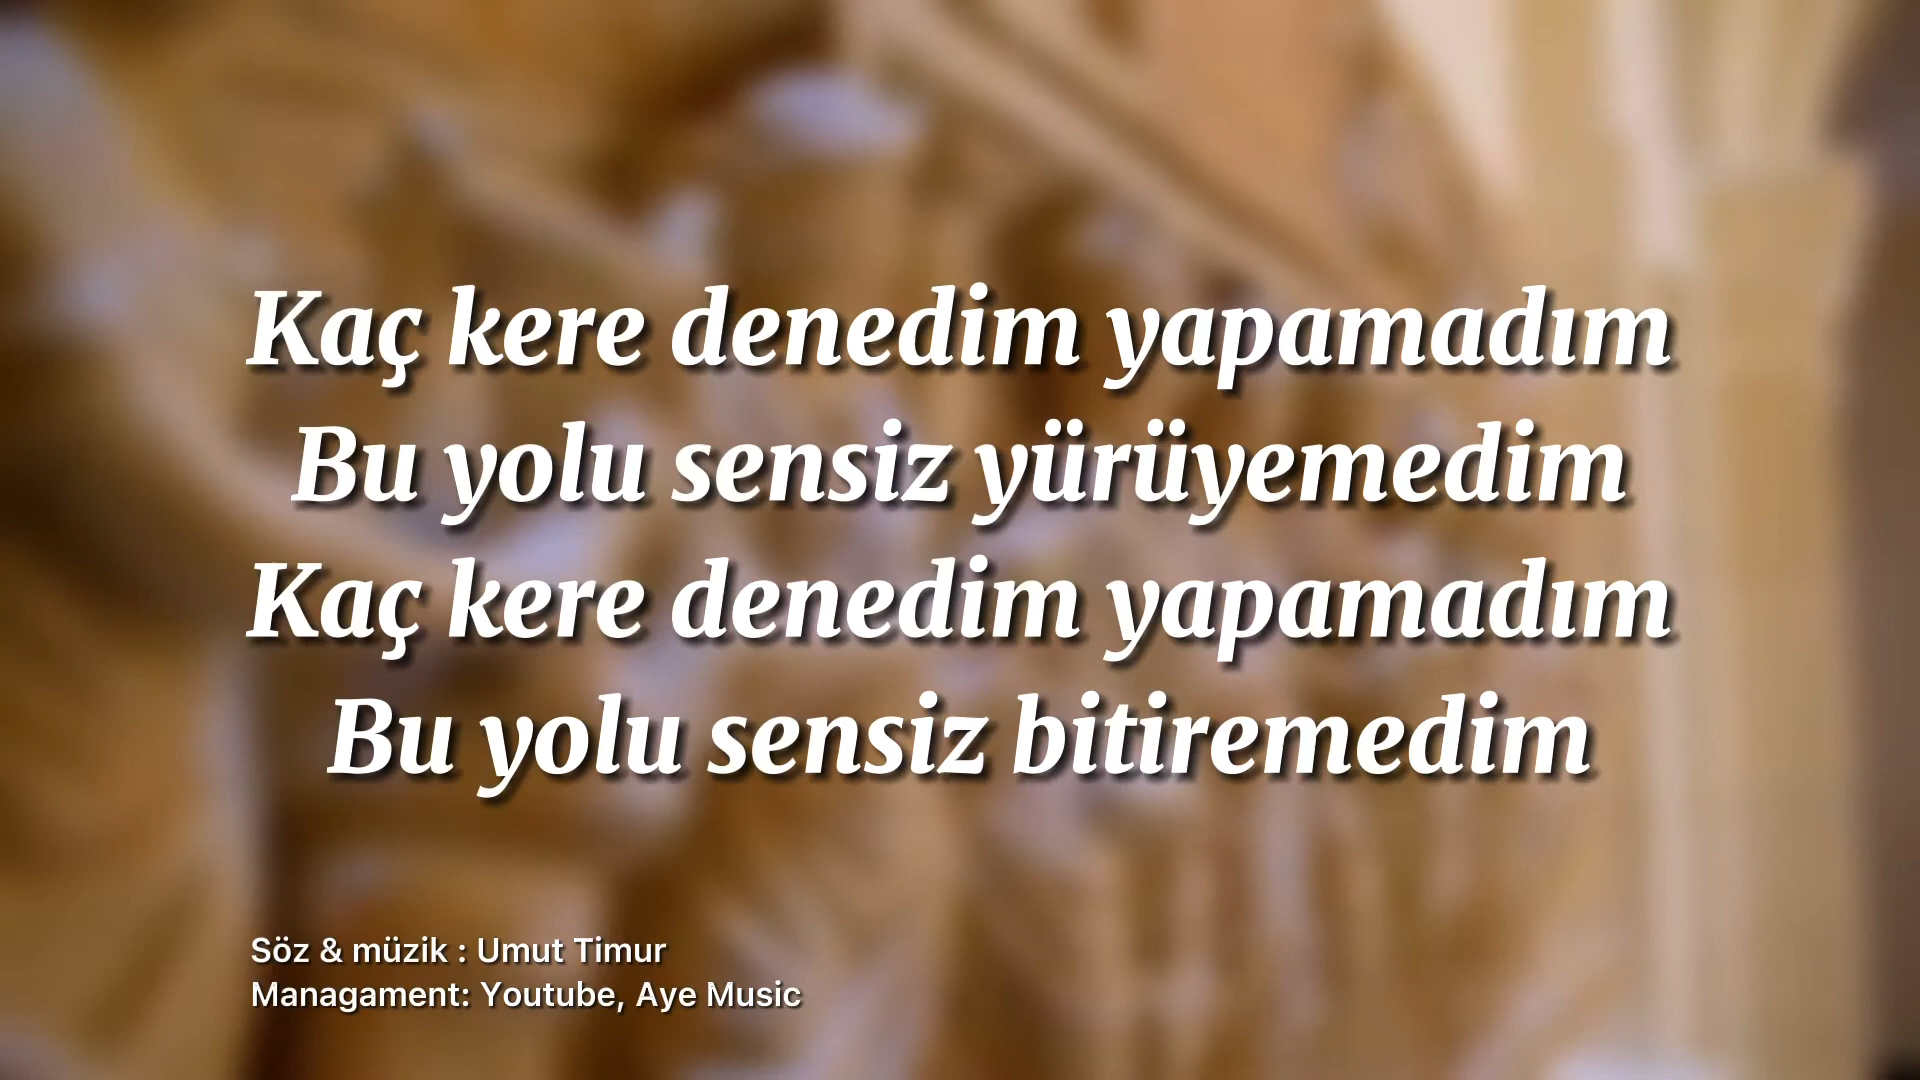 Kaç kere denedim yapamadım
Bu yolu sensiz yürüyemedim
Kaç kere denedim yapamadım
Bu yolu sensiz bitiremedim
Söz & müzik : Umut Timur
Managament: Youtube, Aye Music